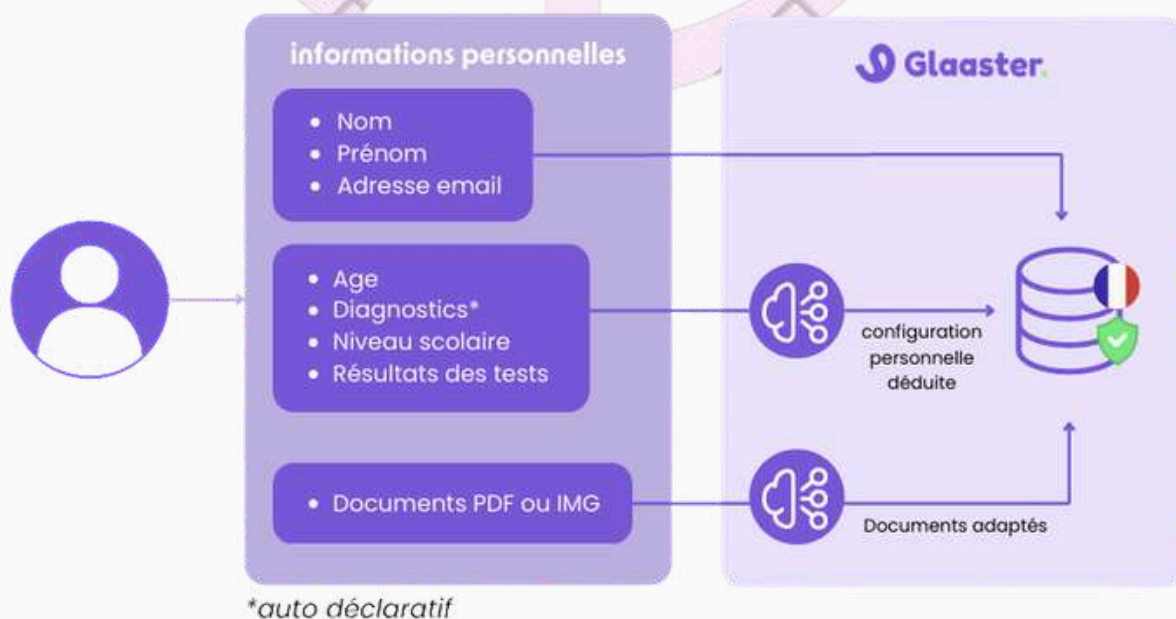 informations personnelles
Glaaster.
• Nom
• Prénom
• Adresse email
• Age
• Diagnostics*
• Niveau scolaire
• Résultats des tests
configuration
personnelle
déduite
• Documents PDF ou IMG
Documents adaptés
*auto déclaratif